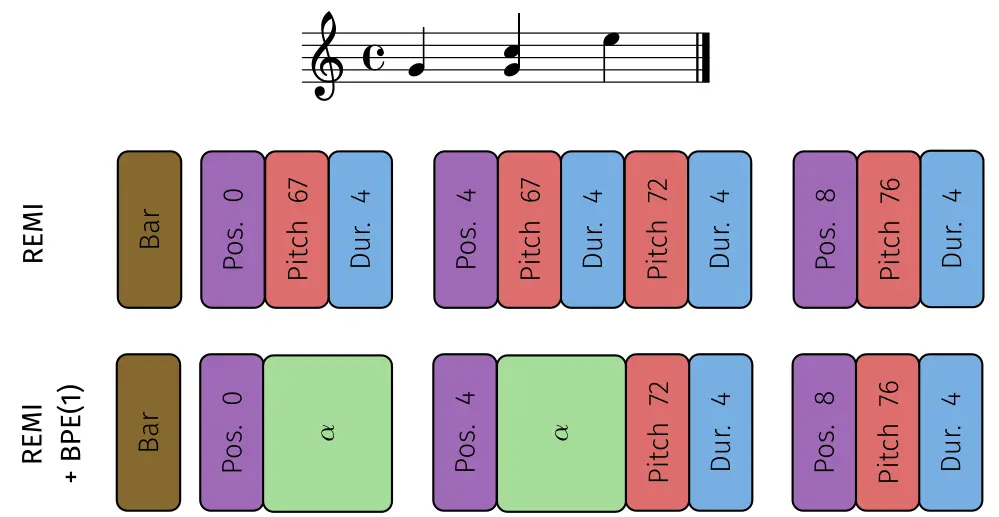 REMI
Bar
Pos. 0
Pitch 67
Dur. 4
Pos. 4
Pitch 67
Dur. 4
Pitch 72
Dur. 4
Pos. 8
Pitch 76
Dur. 4
REMI
+ BPE(1)
Bar
Pos. 0
α
Pos. 4
α
Pitch 72
Dur. 4
Pos. 8
Pitch 76
Dur. 4